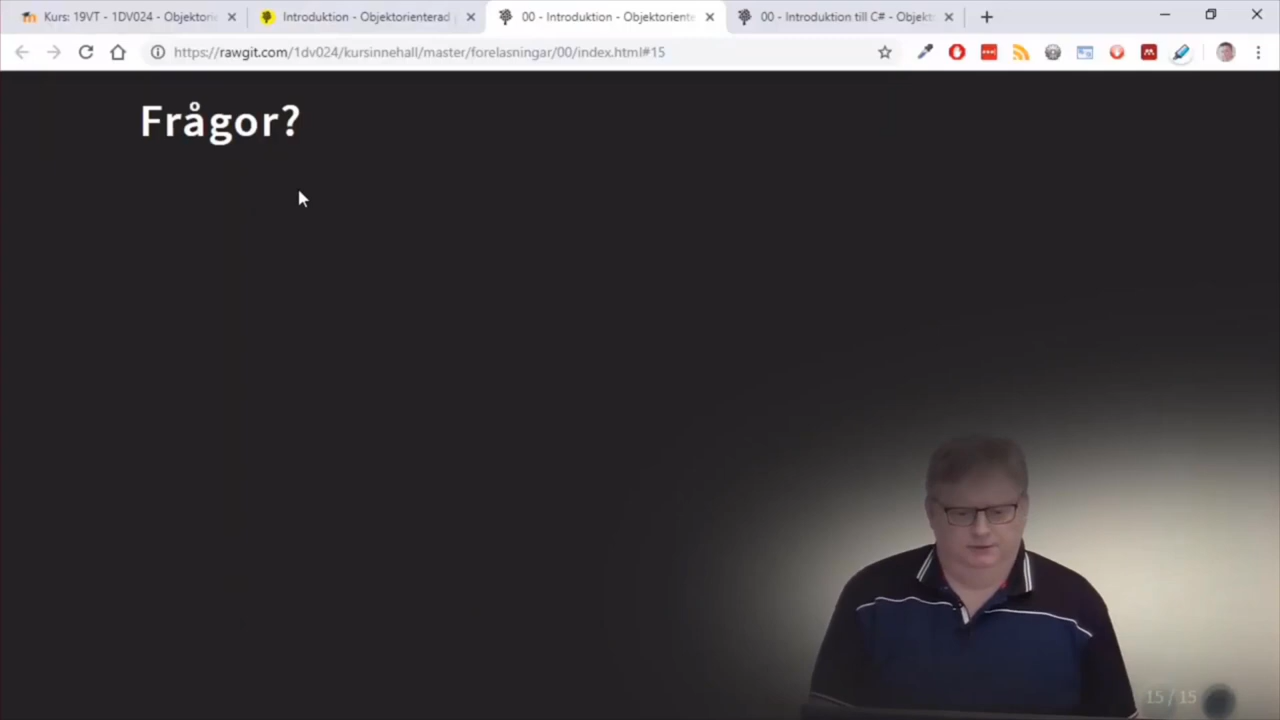 Kurs: 19VT - 1DV024 - Objektorie
Introduktion - Objektorienterad
00 - Introduktion - Objektoriente
00 - Introduktion till C# - Objekt
https://rawgit.com/1dv024/kursinnehall/master/forelasningar/00/index.html#15
Frågor?
15 / 15